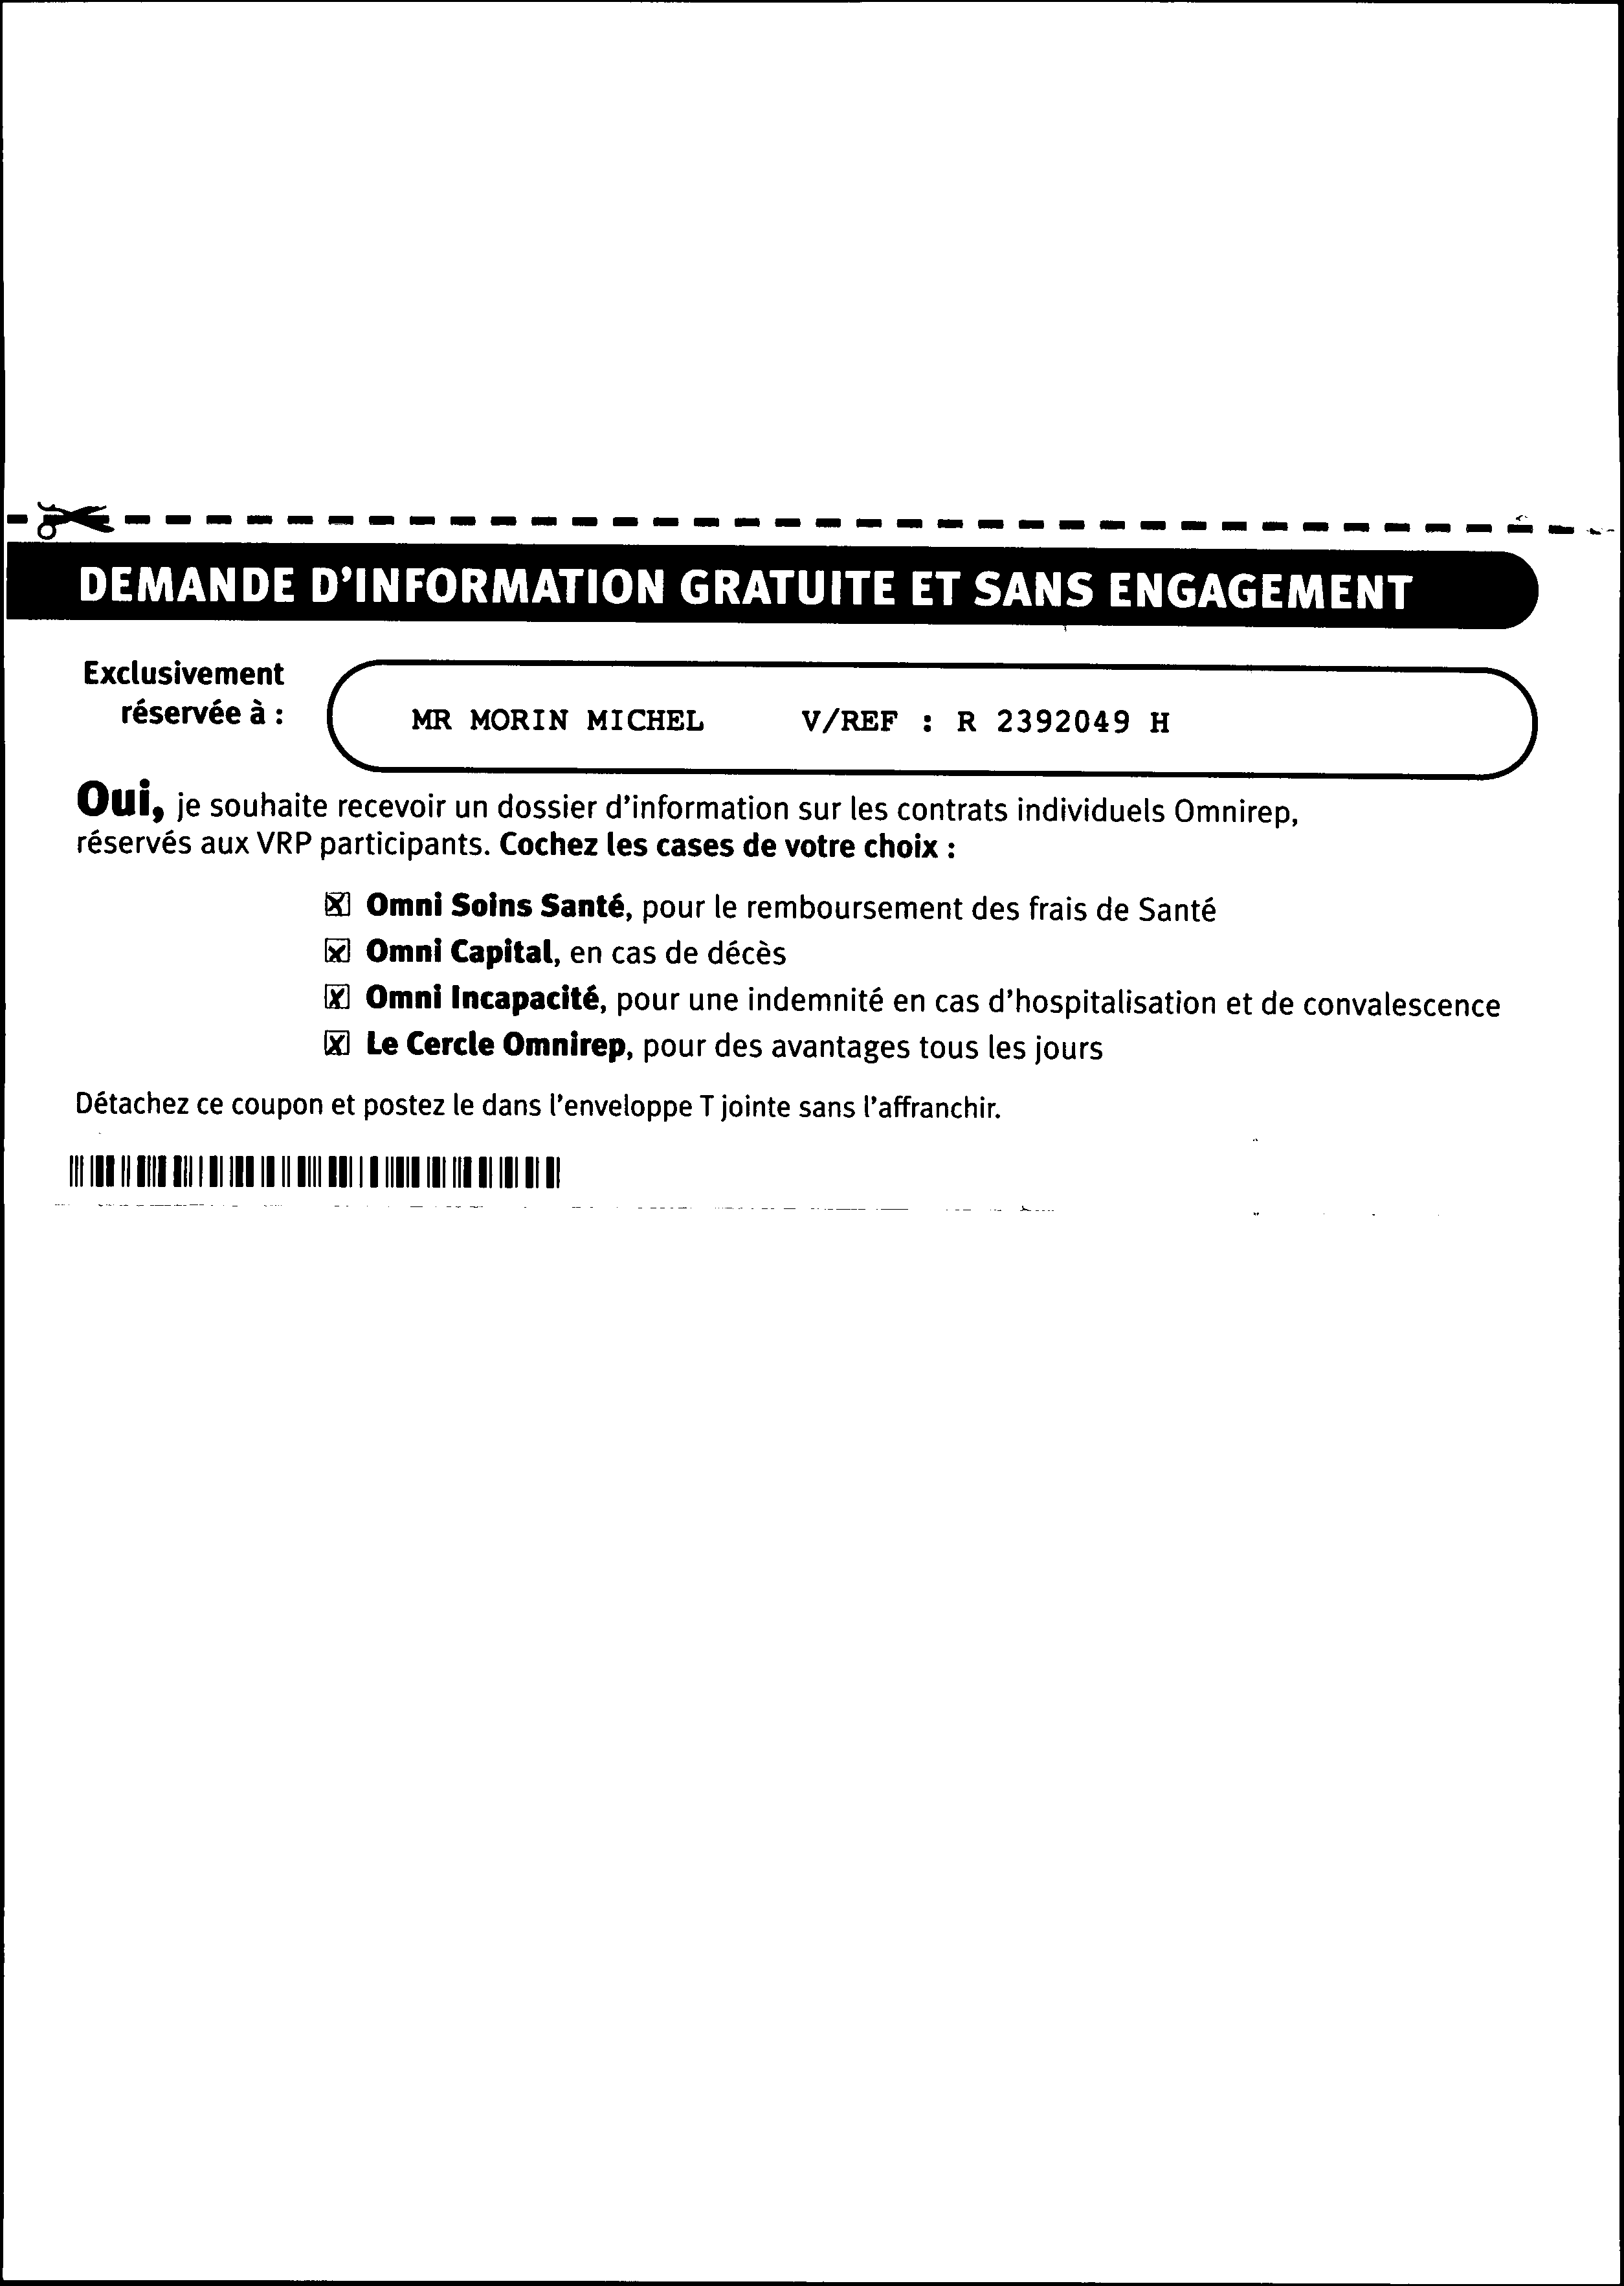 DEMANDE D'INFORMATION GRATUITE ET SANS ENGAGEMENT
Exclusivement
réservée à :
MR MORIN MICHEL V/REF : R 2392049 H
Oui, je souhaite recevoir un dossier d'information sur les contrats individuels Omnirep,
réservés aux VRP participants. Cochez les cases de votre choix :
Omni Soins Santé, pour le remboursement des frais de Santé
Omni Capital, en cas de décès
Omni Incapacité, pour une indemnité en cas d'hospitalisation et de convalescence
Le Cercle Omnirep, pour des avantages tous les jours
Détachez ce coupon et postez le dans l'enveloppe T jointe sans l'affranchir.